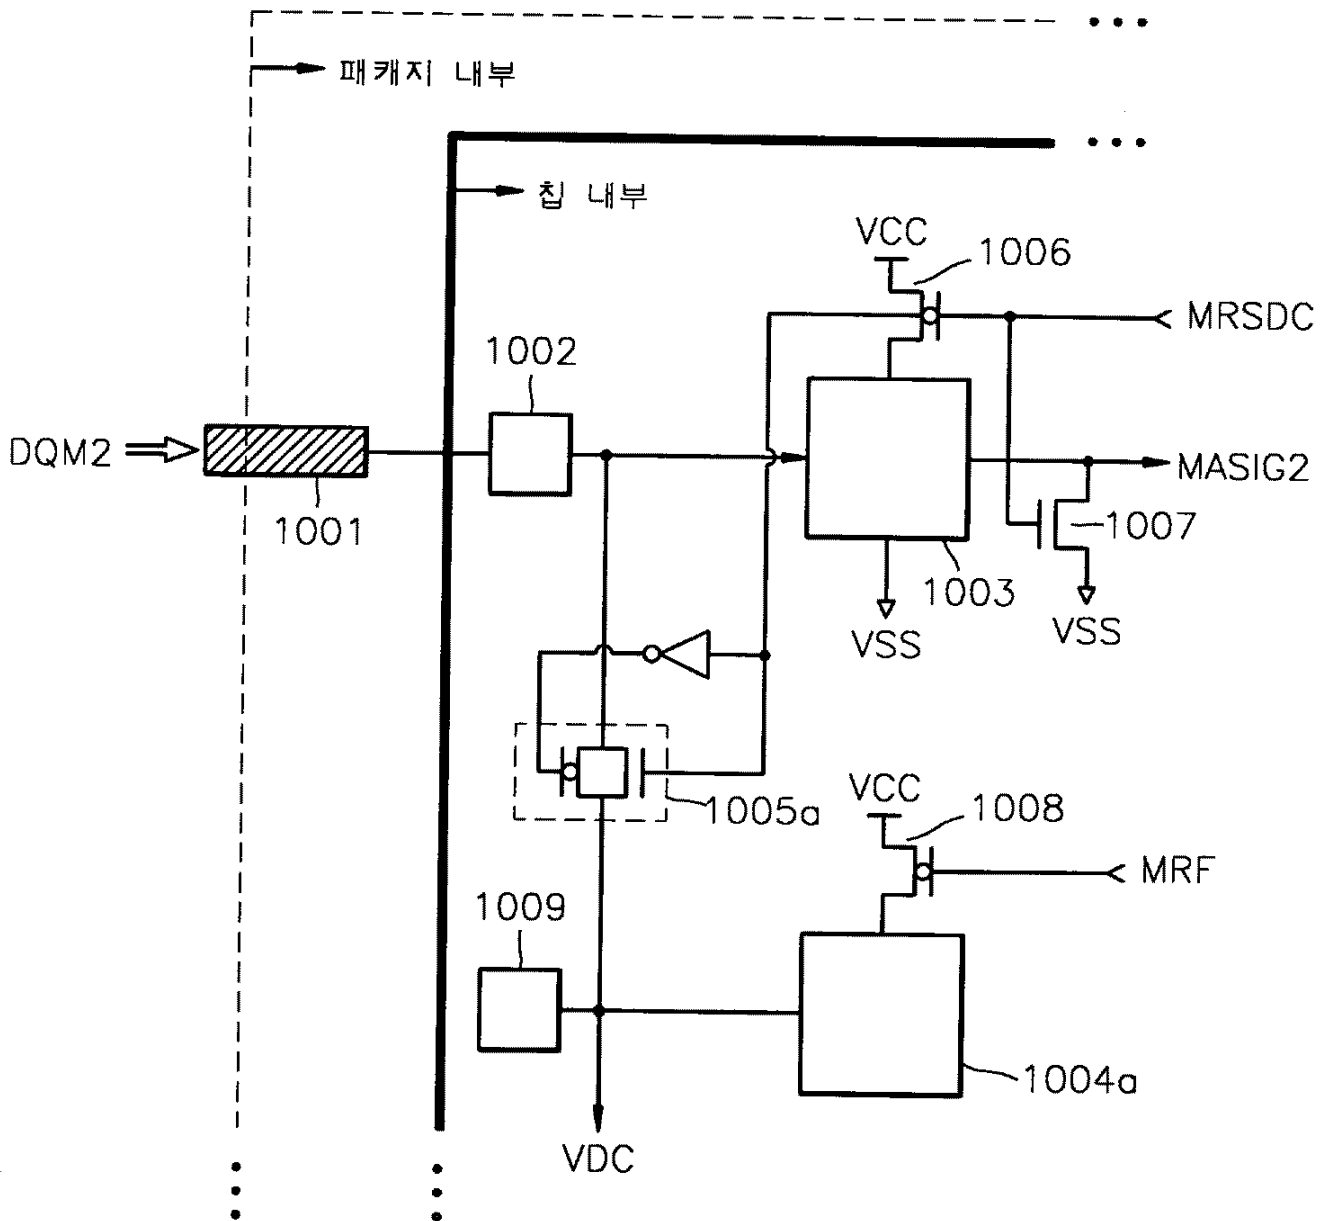 패캐지 내부
칩 내부
VCC
1006
MRSDC
1002
DQM2
1001
MASIG2
1007
1003
VSS
VSS
1005a
VCC
1008
MRF
1009
1004a
VDC